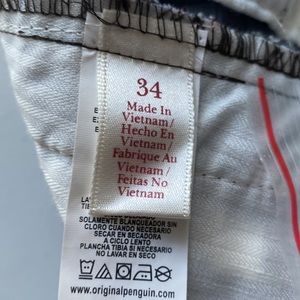 34
Made In
Vietnam/
Hecho En
Vietnam/
Fabrique Au
Vietnam/
Feitas No
Vietnam
SOLAMENTE BLANQUEADOR SIN
CLORO CUANDO NECESARIO
SECAR EN SECADORA
A CICLO LENTO
PLANCHA TIBIA SI ES NECESARIO
NO LAVAR EN SECO
www.originalpenguin.com